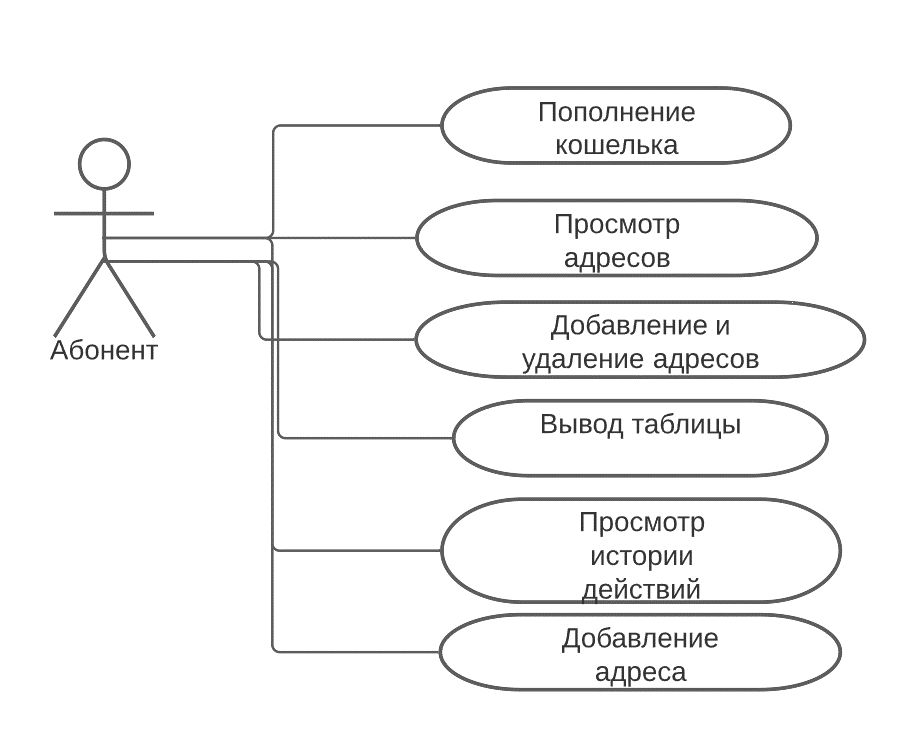 Пополнение
кошелька
Просмотр
адресов
Абонент
Добавление и
удаление адресов
Вывод таблицы
Просмотр
истории
действий
Добавление
адреса